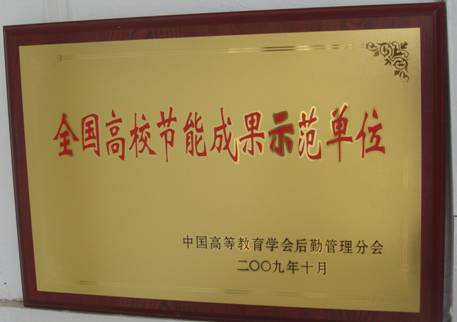 全国高校节能成果示范单位
中国高等教育学会后勤管理分会
二〇〇九年十月